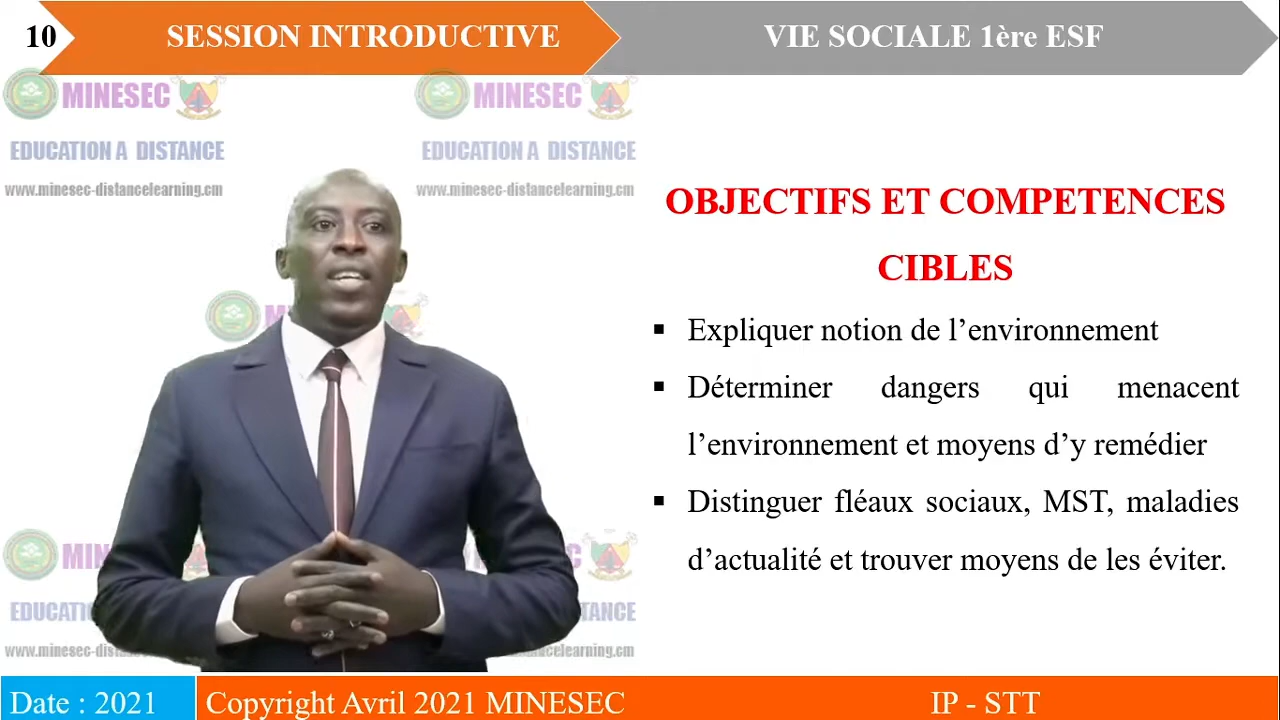 10
SESSION INTRODUCTIVE
VIE SOCIALE 1ère ESF
MINESEC
MINESEC
EDUCATION A DISTANCE
EDUCATION A DISTANCE
www.minesec-distancelearning.cm
www.minesec-distancelearning.cm
OBJECTIFS ET COMPETENCES
CIBLES
▪ Expliquer notion de l’environnement
▪ Déterminer dangers qui menacent
l’environnement et moyens d’y remédier
▪ Distinguer fléaux sociaux, MST, maladies
d’actualité et trouver moyens de les éviter.
Date : 2021
Copyright Avril 2021 MINESEC
IP - STT